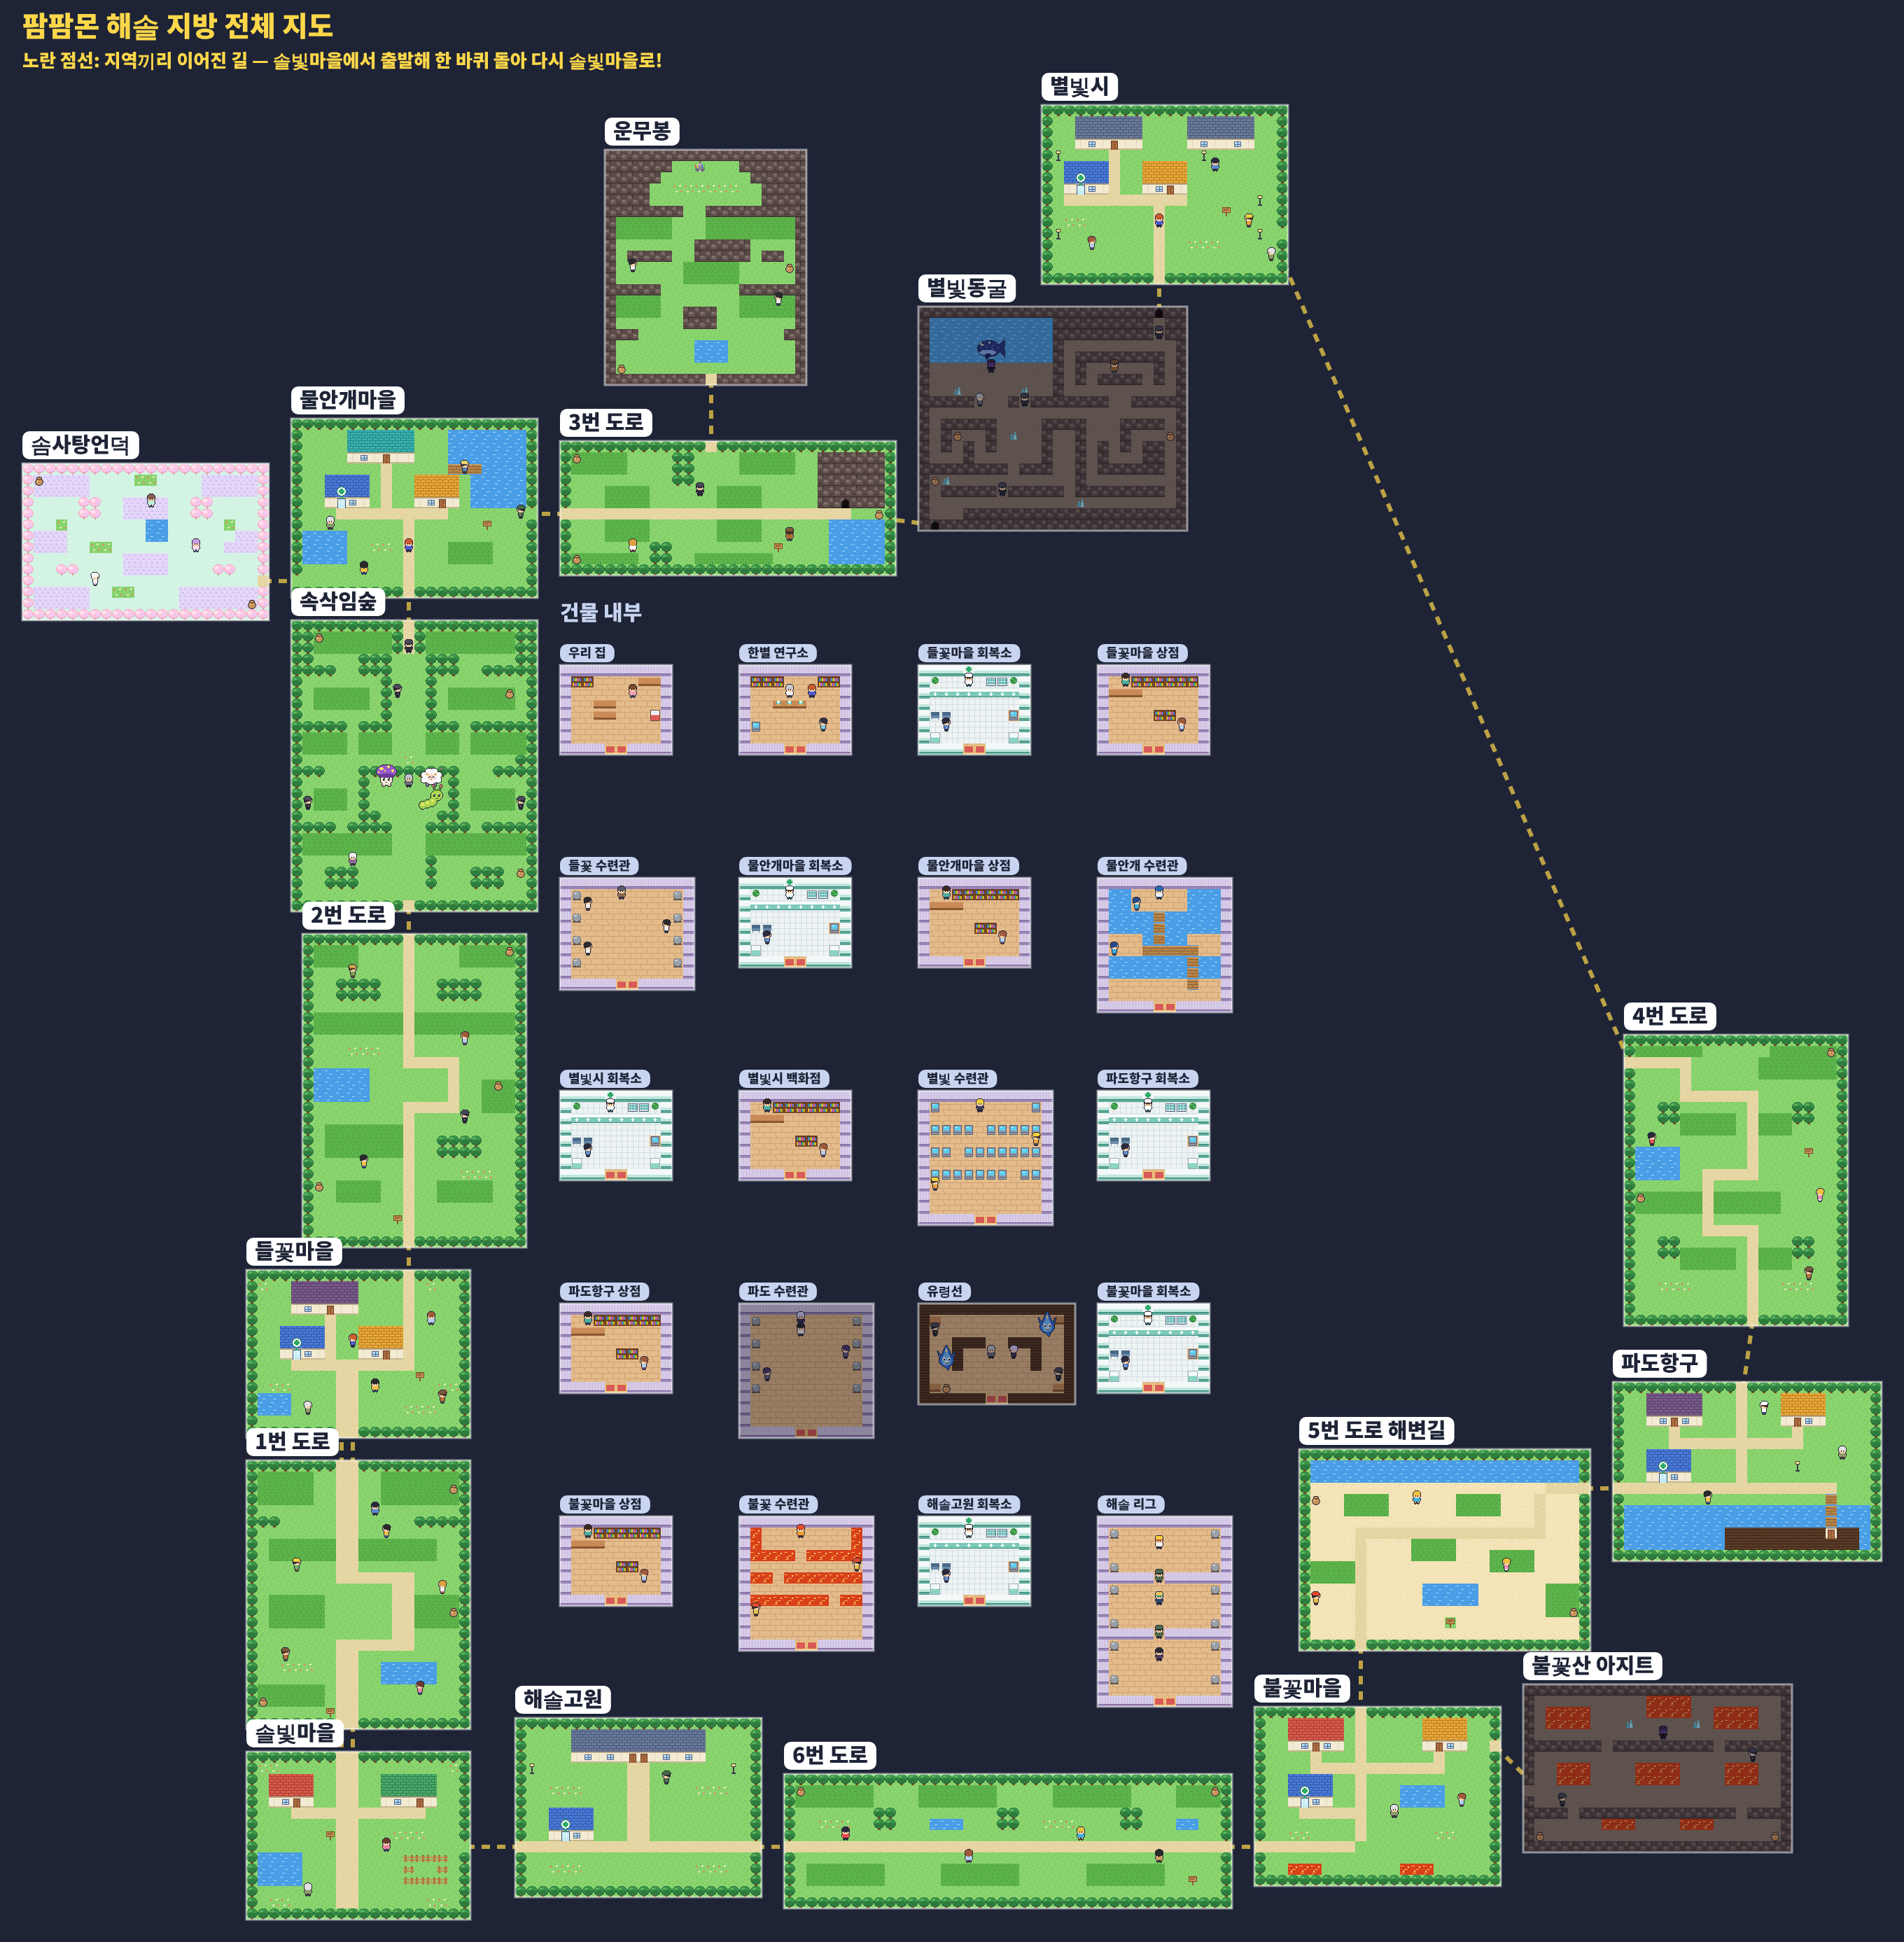 팜팜몬 해솔 지방 전체 지도
노란 점선: 지역끼리 이어진 길 — 솔빛마을에서 출발해 한 바퀴 돌아 다시 솔빛마을로!
별빛시
운무봉
별빛동굴
물안개마을
3번 도로
솜사탕언덕
속삭임숲
건물 내부
우리 집
한별 연구소
들꽃마을 회복소
들꽃마을 상점
들꽃 수련관
물안개마을 회복소
물안개마을 상점
물안개 수련관
2번 도로
4번 도로
별빛시 회복소
별빛시 백화점
별빛 수련관
파도항구 회복소
들꽃마을
파도항구 상점
파도 수련관
유령선
불꽃마을 회복소
파도항구
1번 도로
5번 도로 해변길
불꽃마을 상점
불꽃 수련관
해솔고원 회복소
해솔 리그
불꽃산 아지트
솔빛마을
해솔고원
불꽃마을
6번 도로